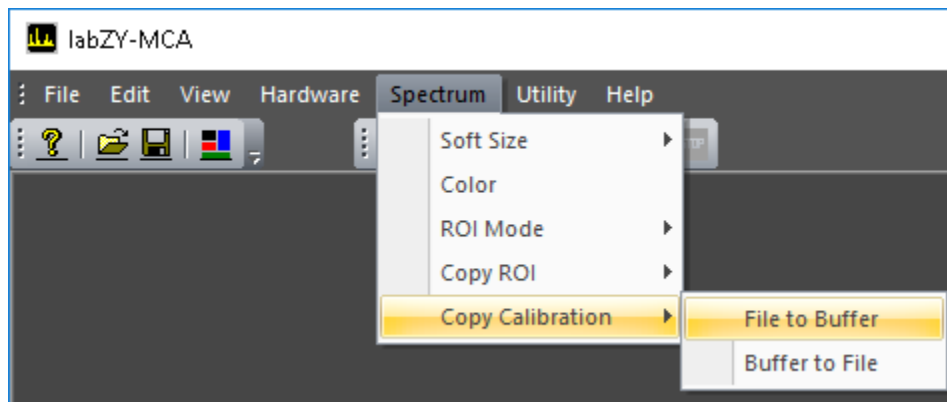 labZY-MCA
File Edit View Hardware Spectrum Utility Help
Soft Size
Color
ROI Mode
Copy ROI
Copy Calibration
File to Buffer
Buffer to File